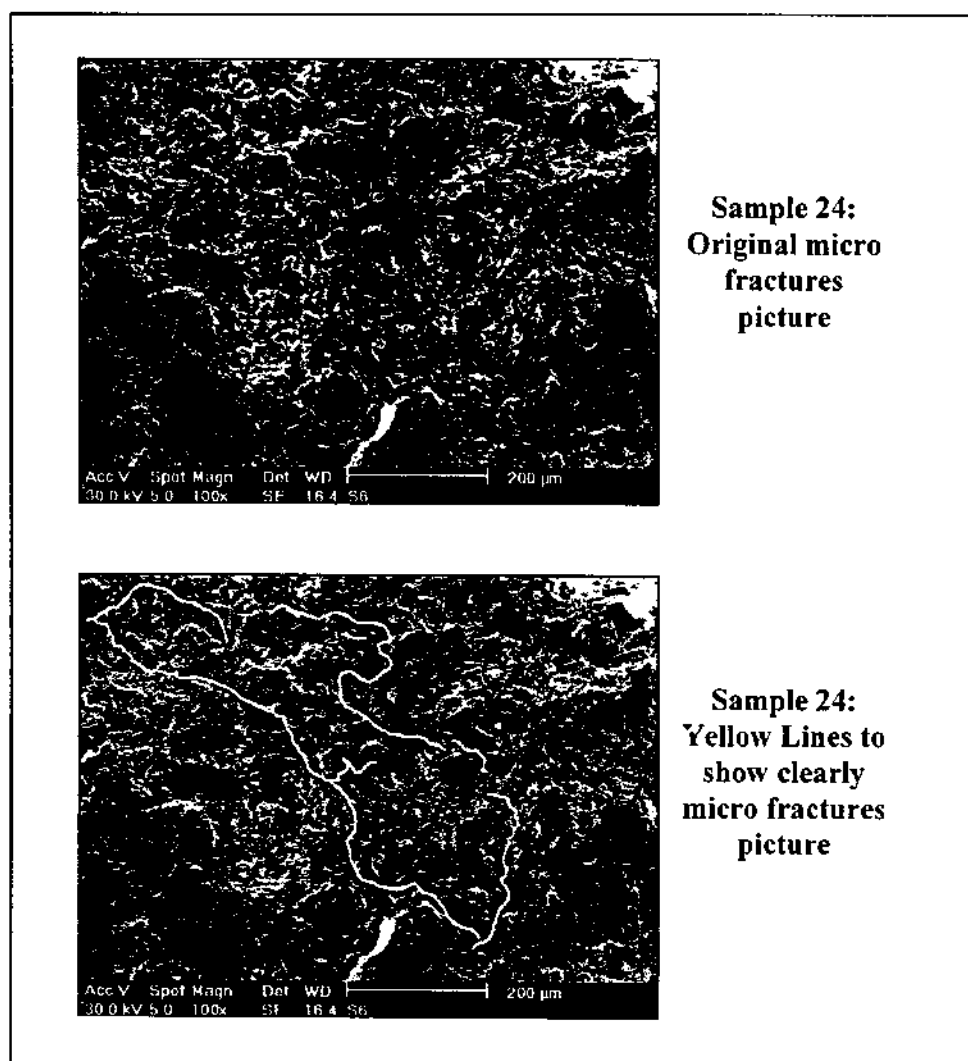 Sample 24:
Original micro
fractures
picture
Acc V Spot Magn Det WD 200 µm
30.0 kV 5.0 100x SE 16.4 S6
Sample 24:
Yellow Lines to
show clearly
micro fractures
picture
Acc V Spot Magn Det WD 200 µm
30.0 kV 5.0 100x SE 16.4 S6